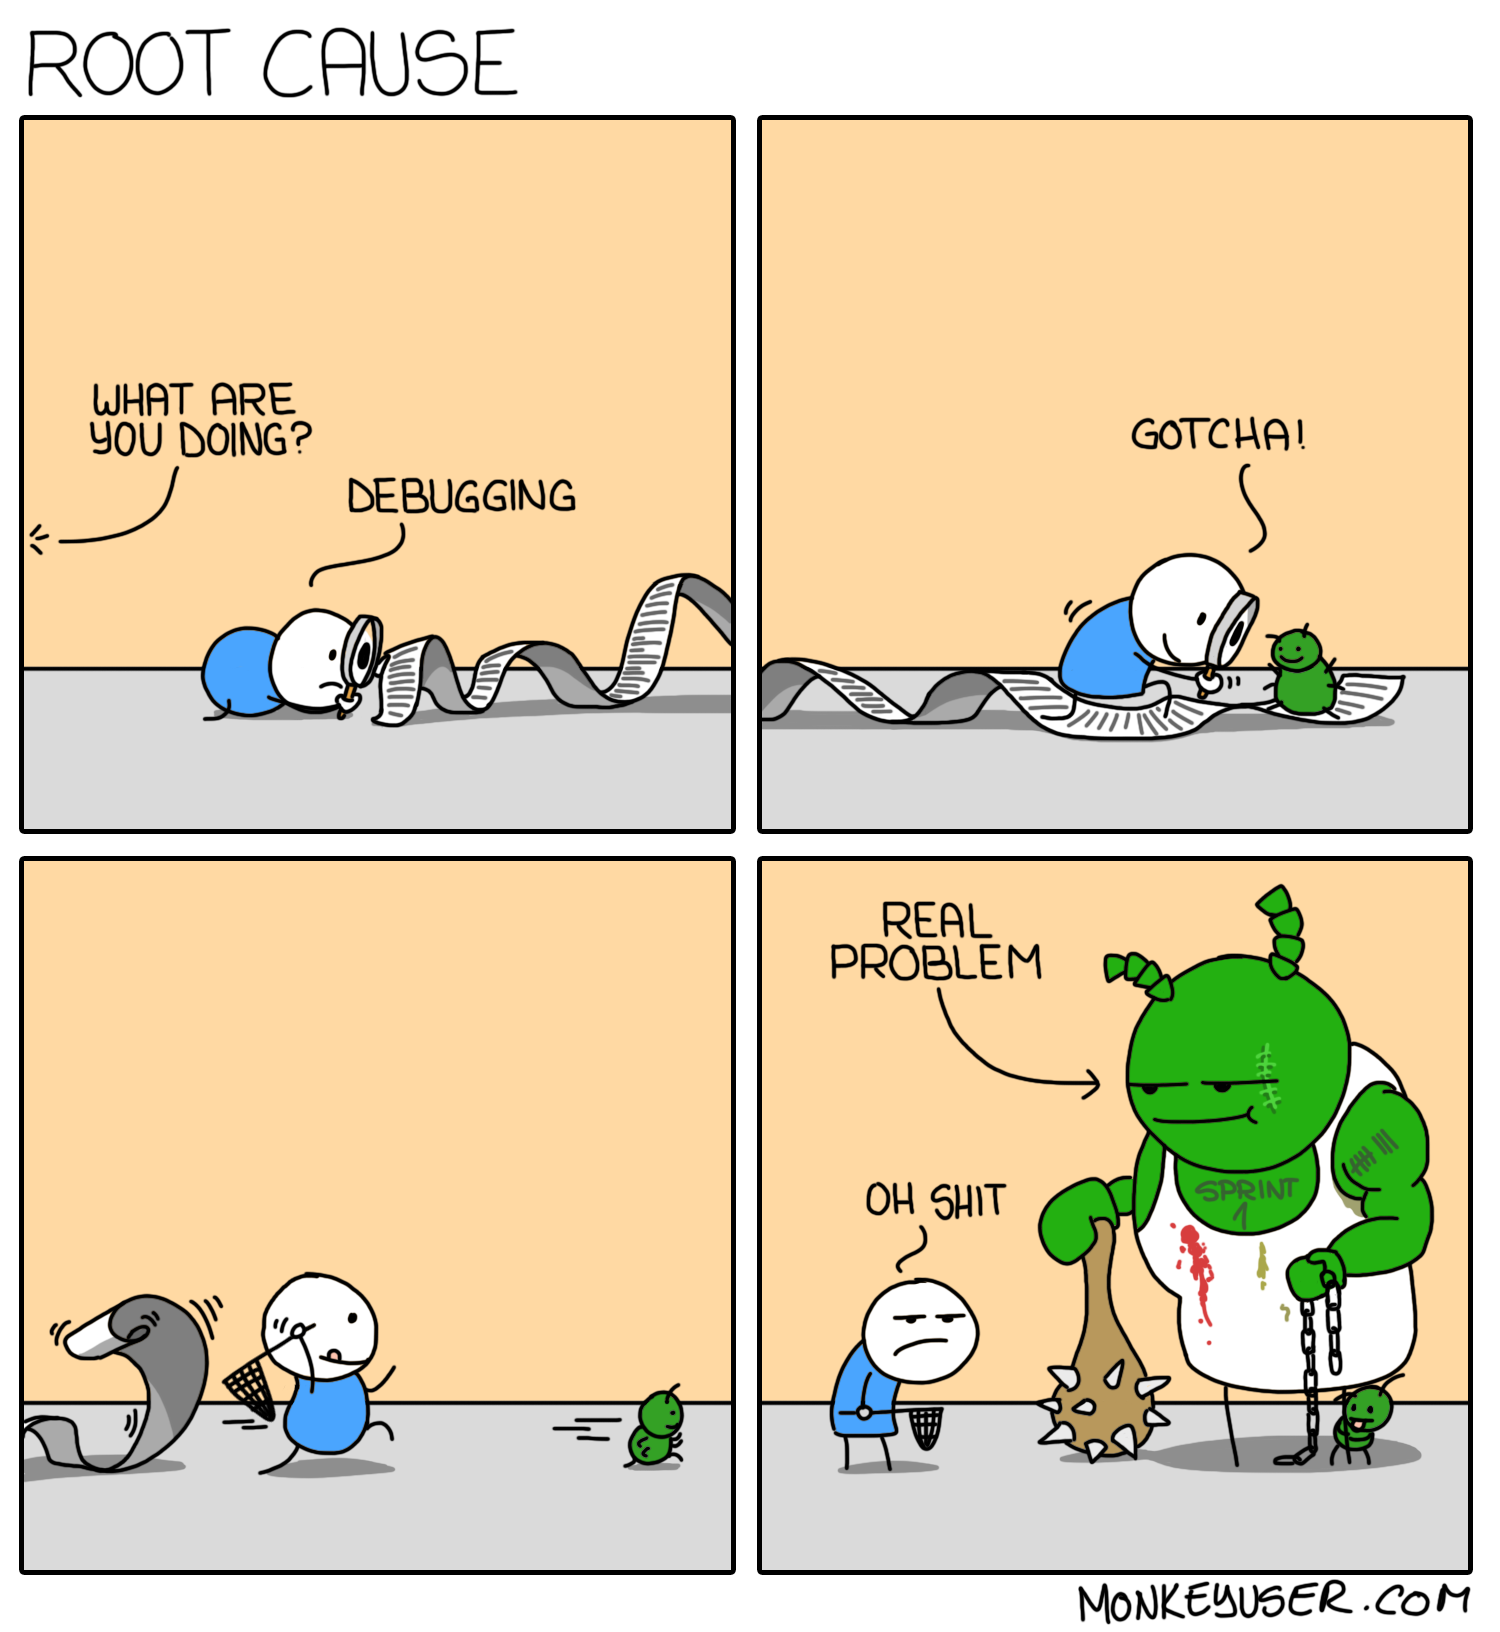 ROOT CAUSE
WHAT ARE
YOU DOING?
DEBUGGING
GOTCHA!
REAL
PROBLEM
OH SHIT
SPRINT
1
MONKEYUSER.COM